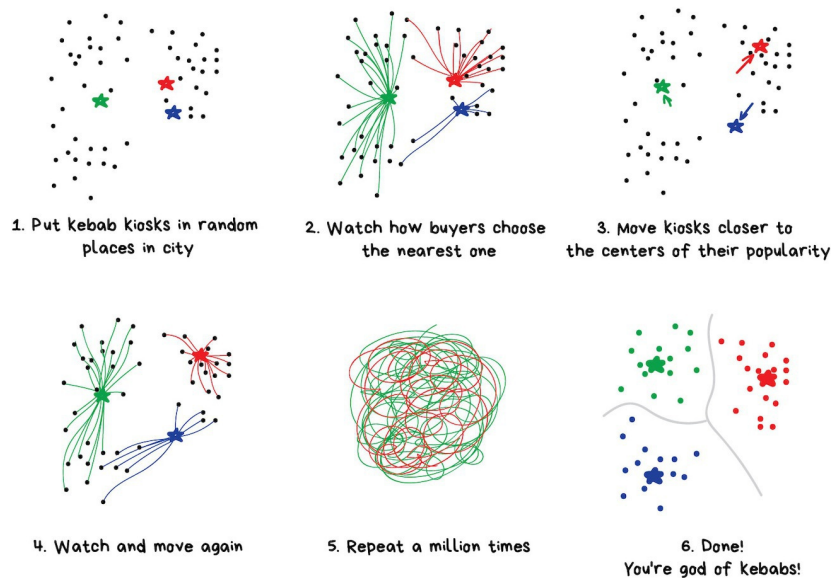 1. Put kebab kiosks in random
places in city
2. Watch how buyers choose
the nearest one
3. Move kiosks closer to
the centers of their popularity
4. Watch and move again
5. Repeat a million times
6. Done!
You're god of kebabs!